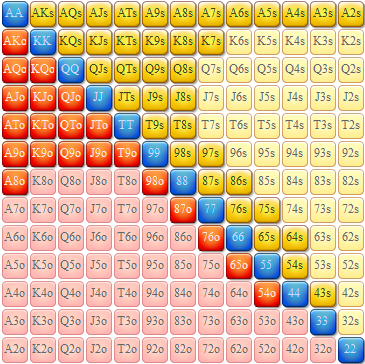 AA AKs AQs AJs ATs A9s A8s A7s A6s A5s A4s A3s A2s
AKo KK KQs KJs KTs K9s K8s K7s K6s K5s K4s K3s K2s
AQo KQo QQ QJs QTs Q9s Q8s Q7s Q6s Q5s Q4s Q3s Q2s
AJo KJo QJo JJ JTs J9s J8s J7s J6s J5s J4s J3s J2s
ATo KTo QTo JTo TT T9s T8s T7s T6s T5s T4s T3s T2s
A9o K9o Q9o J9o T9o 99 98s 97s 96s 95s 94s 93s 92s
A8o K8o Q8o J8o T8o 98o 88 87s 86s 85s 84s 83s 82s
A7o K7o Q7o J7o T7o 97o 87o 77 76s 75s 74s 73s 72s
A6o K6o Q6o J6o T6o 96o 86o 76o 66 65s 64s 63s 62s
A5o K5o Q5o J5o T5o 95o 85o 75o 65o 55 54s 53s 52s
A4o K4o Q4o J4o T4o 94o 84o 74o 64o 54o 44 43s 42s
A3o K3o Q3o J3o T3o 93o 83o 73o 63o 53o 43o 33 32s
A2o K2o Q2o J2o T2o 92o 82o 72o 62o 52o 42o 32o 22